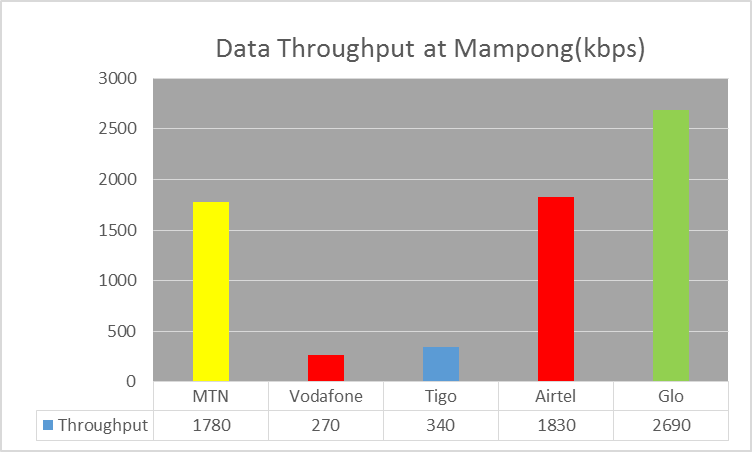 Data Throughput at Mampong(kbps)
3000
2500
2000
1500
1000
500
0
MTN Vodafone Tigo Airtel Glo
Throughput 1780 270 340 1830 2690